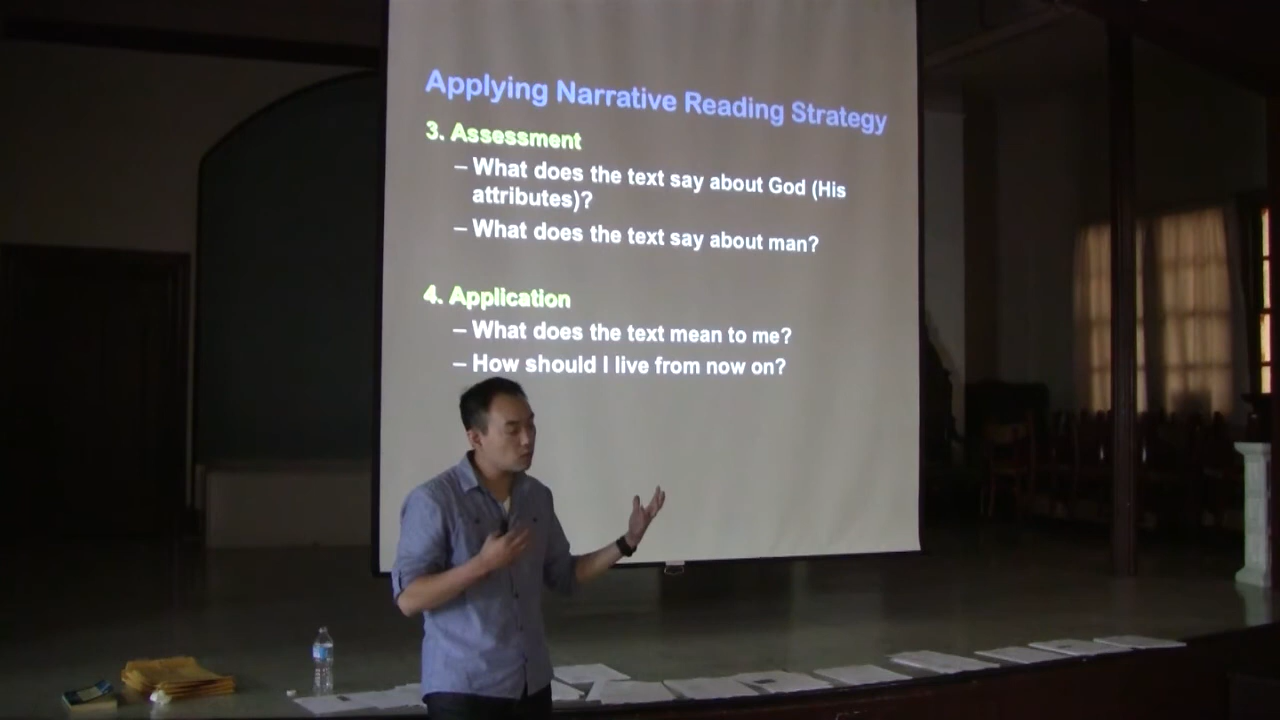 Applying Narrative Reading Strategy
3. Assessment
– What does the text say about God (His
attributes)?
– What does the text say about man?
4. Application
– What does the text mean to me?
– How should I live from now on?